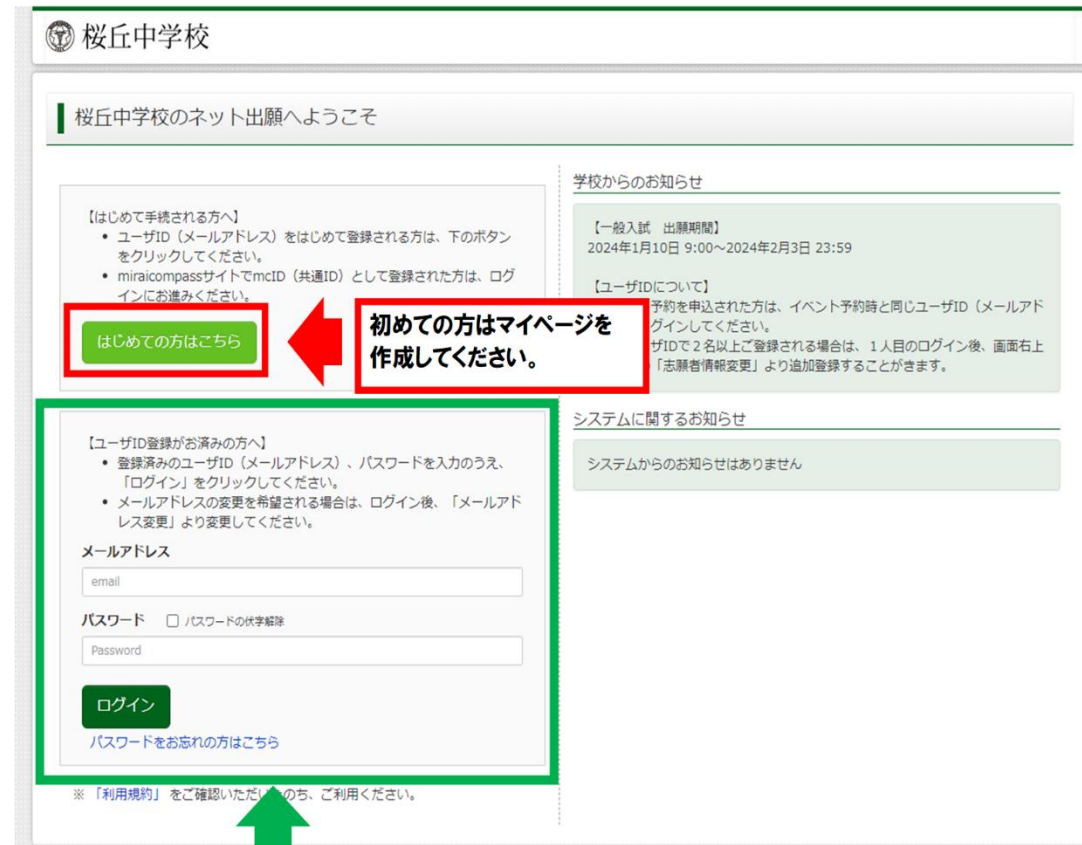 桜丘中学校
桜丘中学校のネット出願へようこそ
【はじめて手続される方へ】
• ユーザID（メールアドレス）をはじめて登録される方は、下のボタン
をクリックしてください。
• miraicompassサイトでmcID（共通ID）として登録された方は、ログ
インにお進みください。
はじめての方はこちら
初めての方はマイページを
作成してください。
【ユーザID登録がお済みの方へ】
• 登録済みのユーザID（メールアドレス）、パスワードを入力のうえ、
「ログイン」をクリックしてください。
• メールアドレスの変更を希望される場合は、ログイン後、「メールアド
レス変更」より変更してください。
メールアドレス
email
パスワード □ パスワードの伏字解除
Password
ログイン
パスワードをお忘れの方はこちら
※ 「利用規約」 をご確認いただいたのち、ご利用ください。
学校からのお知らせ
【一般入試　出願期間】
2024年1月10日 9:00～2024年2月3日 23:59
【ユーザIDについて】
予約を申込された方は、イベント予約時と同じユーザID（メールアド
グインしてください。
ザIDで２名以上ご登録される場合は、１人目のログイン後、画面右上
「志願者情報変更」より追加登録することがきます。
システムに関するお知らせ
システムからのお知らせはありません